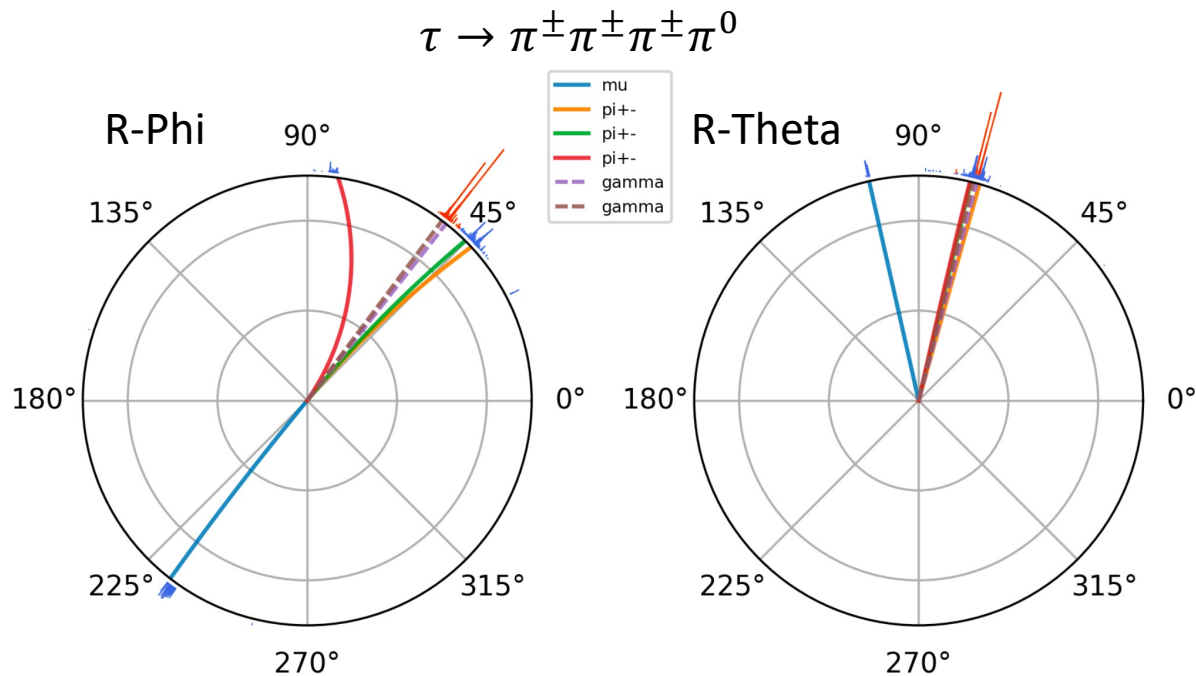 τ → π±π±π±π⁰
mu
pi+-
pi+-
pi+-
gamma
gamma
R-Phi
90°
135°
45°
180°
0°
225°
315°
270°
R-Theta
90°
135°
45°
180°
0°
225°
315°
270°